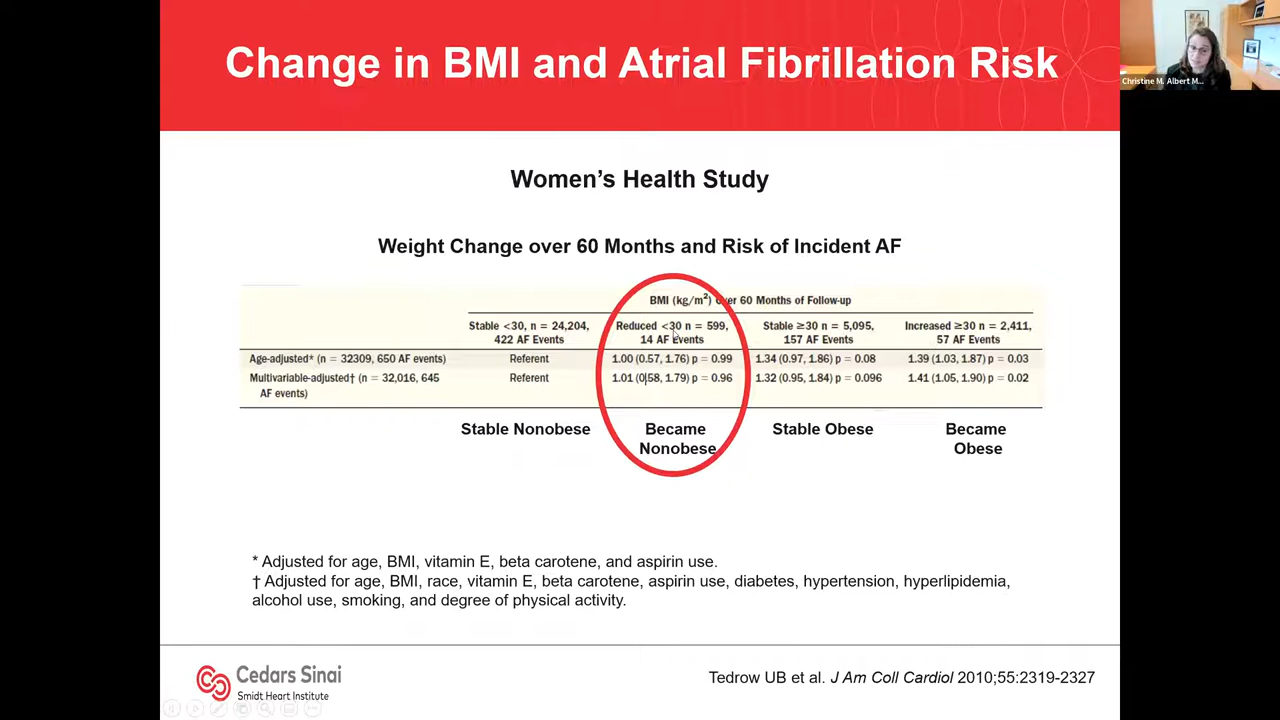 Change in BMI and Atrial Fibrillation Risk
Christine M. Albert M...
Women's Health Study
Weight Change over 60 Months and Risk of Incident AF
BMI (kg/m²) over 60 Months of Follow-up
Stable <30, n = 24,204, Reduced <30 n = 599, Stable ≥30 n = 5,095, Increased ≥30 n = 2,411,
422 AF Events 14 AF Events 157 AF Events 57 AF Events
Age-adjusted* (n = 32309, 650 AF events) Referent 1.00 (0.57, 1.76) p = 0.99 1.34 (0.97, 1.86) p = 0.08 1.39 (1.03, 1.87) p = 0.03
Multivariable-adjusted† (n = 32,016, 645 Referent 1.01 (0.58, 1.79) p = 0.96 1.32 (0.95, 1.84) p = 0.096 1.41 (1.05, 1.90) p = 0.02
AF events)
Stable Nonobese Became Stable Obese Became
Nonobese Obese
* Adjusted for age, BMI, vitamin E, beta carotene, and aspirin use.
† Adjusted for age, BMI, race, vitamin E, beta carotene, aspirin use, diabetes, hypertension, hyperlipidemia,
alcohol use, smoking, and degree of physical activity.
Cedars Sinai
Smidt Heart Institute
Tedrow UB et al. J Am Coll Cardiol 2010;55:2319-2327